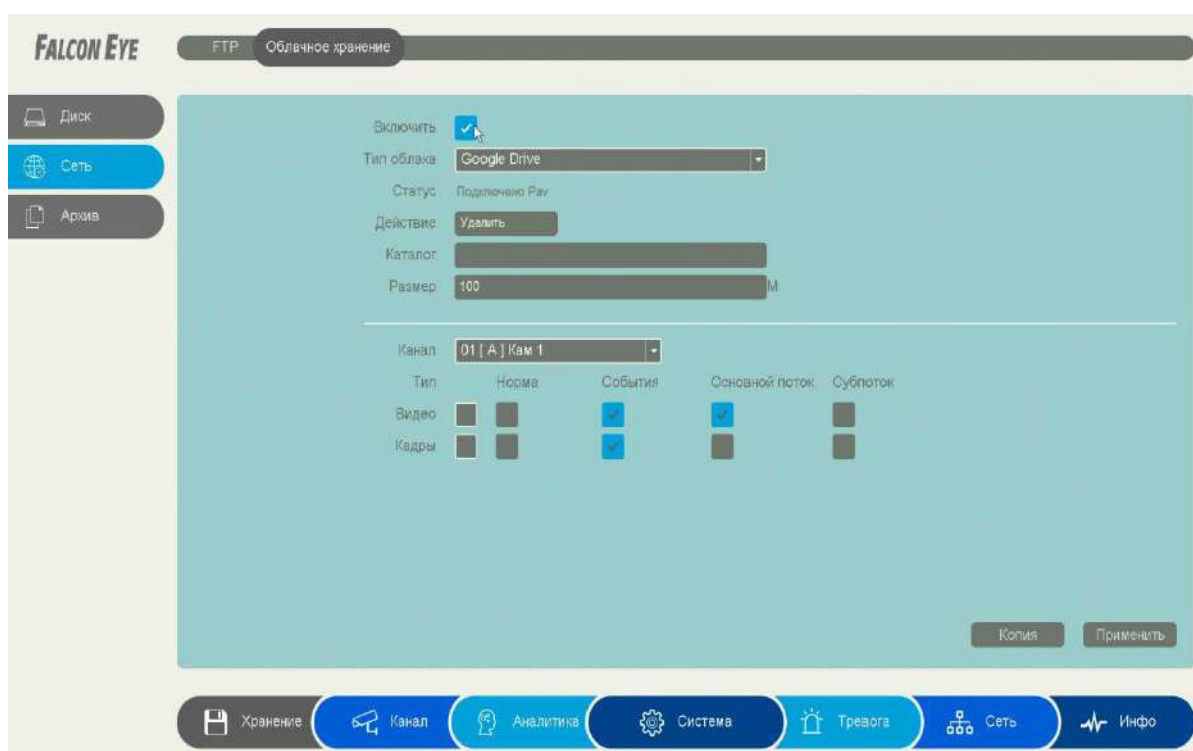 FALCON EYE
FTP Облачное хранение
Диск
Сеть
Архив
Включить
Тип облака Google Drive
Статус Подключено Pav
Действие Удалить
Каталог
Размер 100 M
Канал 01 [ A ] Кам 1
Тип Норма События Основной поток Субпоток
Видео
Кадры
Копия Применить
Хранение Канал Аналитика Система Тревога Сеть Инфо